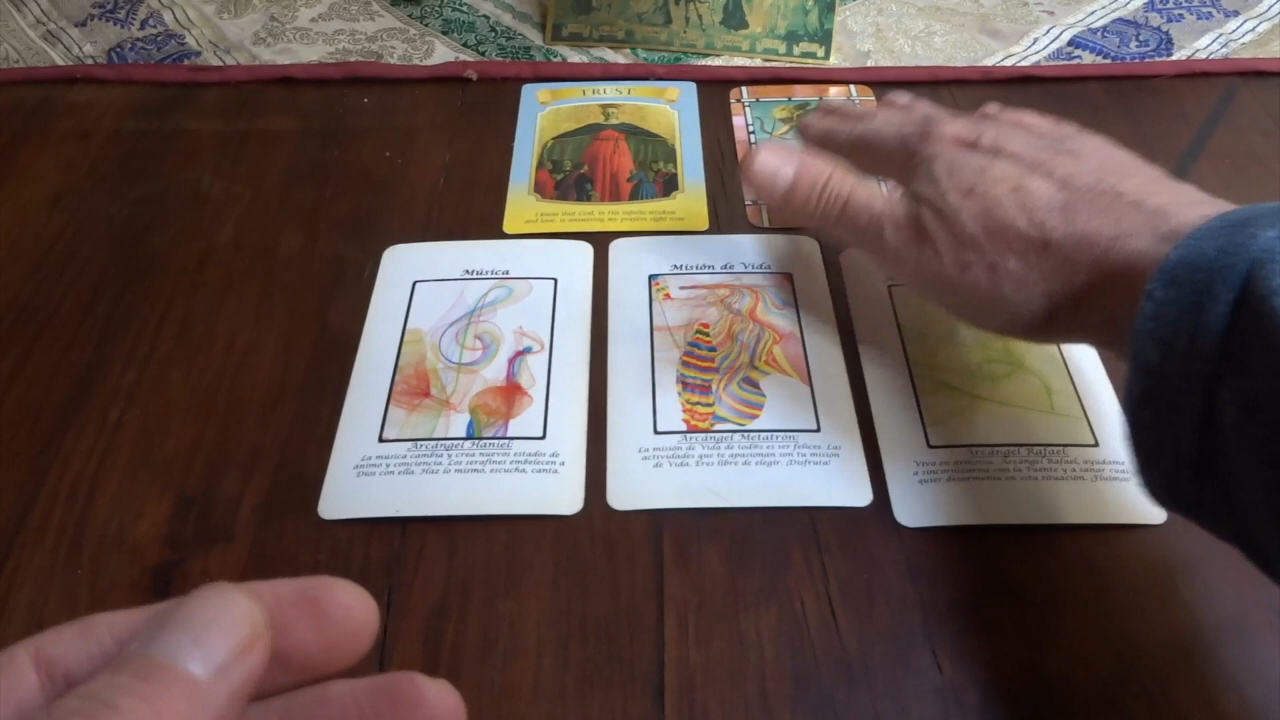 TRUST
I know that God, in His infinite wisdom
and love, is answering my prayers right now
Música
Arcángel Haniel:
La música cambia y crea nuevos estados de
ánimo y conciencia. Los serafines embelecen a
Dios con ella. Haz lo mismo, escucha, canta.
Misión de Vida
Arcángel Metatrón:
La misión de Vida de tod@s es ser felices. Las
actividades que te apasionan son tu misión
de Vida. Eres libre de elegir. ¡Disfruta!
Arcángel Rafael:
Vivo en armonía. Arcángel Rafael, ayúdame
a sincronizarme con la Fuente y a sanar cual
quier desarmonía en esta situación. ¡Fluimos